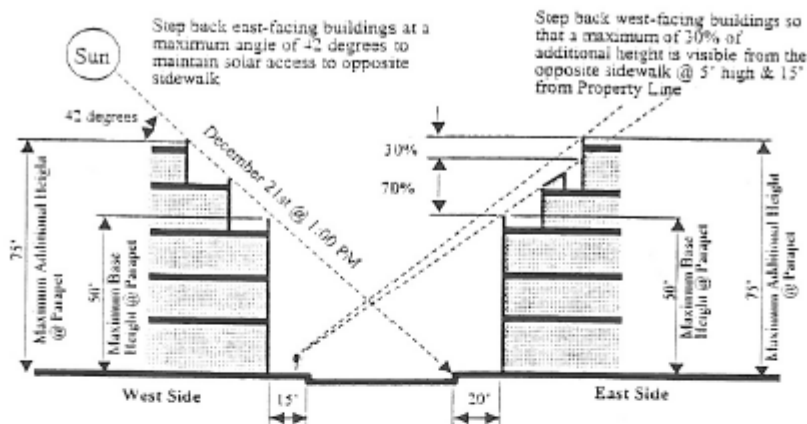 Step back east-facing buildings at a
maximum angle of 42 degrees to
maintain solar access to opposite
sidewalk
Step back west-facing buildings so
that a maximum of 30% of
additional height is visible from the
opposite sidewalk @ 5' high & 15'
from Property Line
Sun
42 degrees
December 21st @ 1:00 PM
30%
70%
75'
Maximum Additional Height
@ Parapet
50'
Maximum Base
Height @ Parapet
50'
Maximum Base
Height @ Parapet
75'
Maximum Additional Height
@ Parapet
West Side
15'
20'
East Side